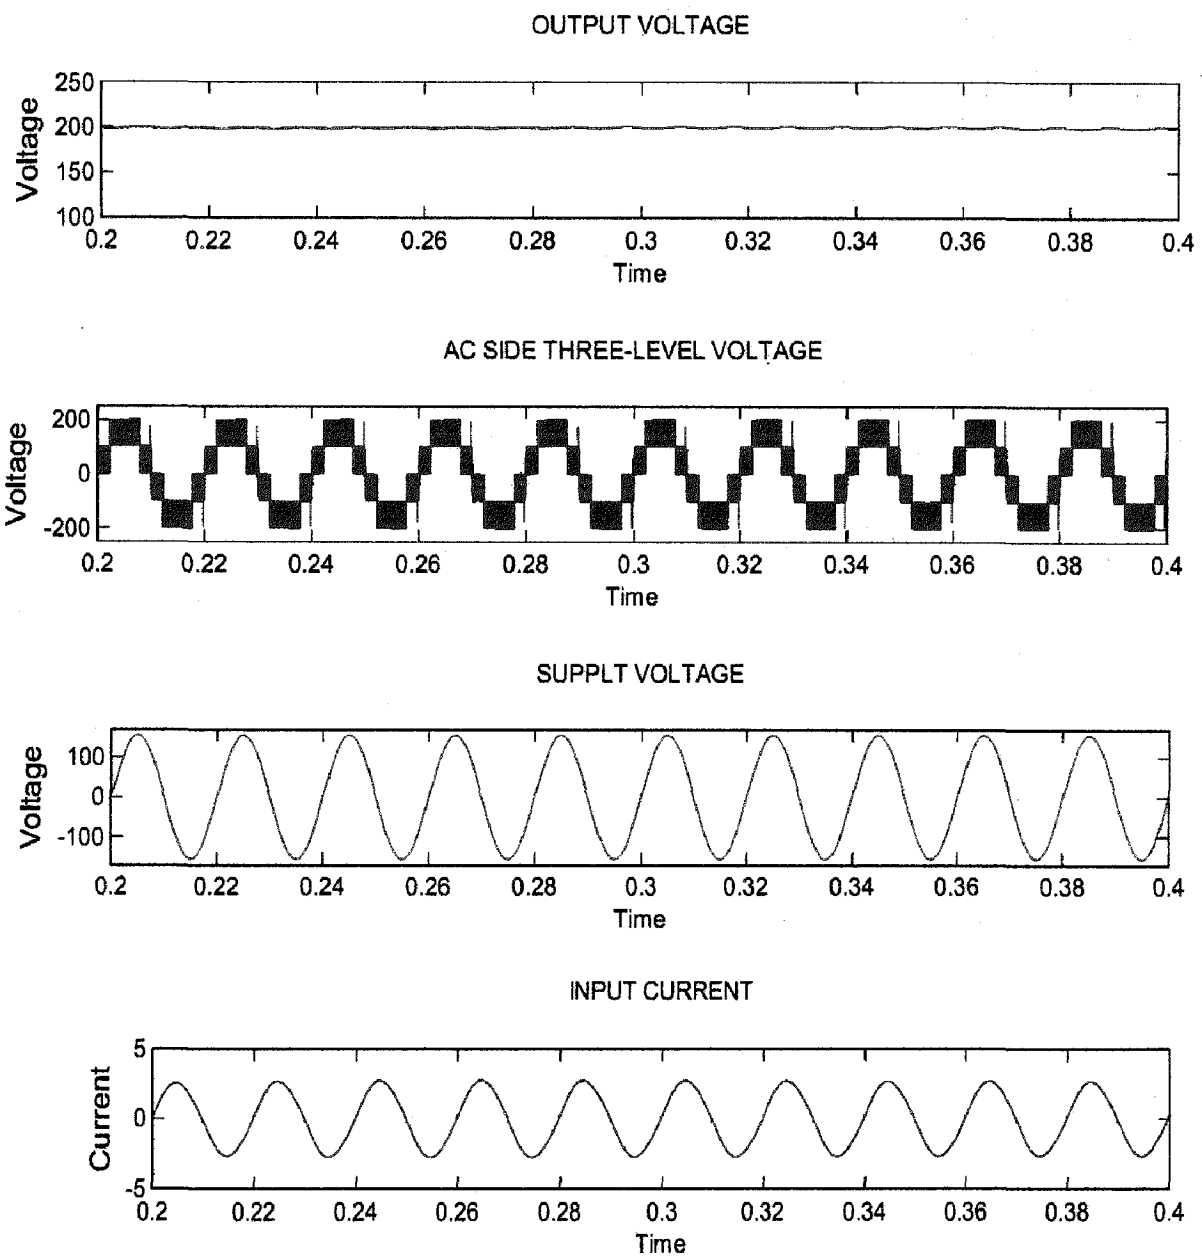 OUTPUT VOLTAGE
250
200
150
100
Voltage
0.2 0.22 0.24 0.26 0.28 0.3 0.32 0.34 0.36 0.38 0.4
Time
AC SIDE THREE-LEVEL VOLTAGE
200
0
-200
Voltage
0.2 0.22 0.24 0.26 0.28 0.3 0.32 0.34 0.36 0.38 0.4
Time
SUPPLT VOLTAGE
100
0
-100
Voltage
0.2 0.22 0.24 0.26 0.28 0.3 0.32 0.34 0.36 0.38 0.4
Time
INPUT CURRENT
5
0
-5
Current
0.2 0.22 0.24 0.26 0.28 0.3 0.32 0.34 0.36 0.38 0.4
Time